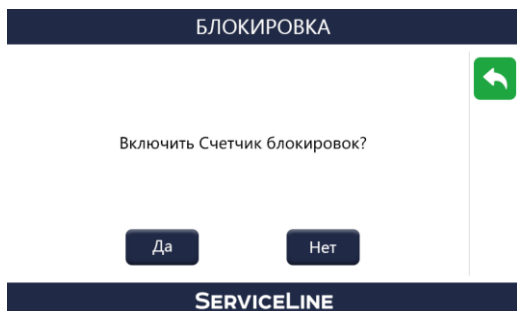 БЛОКИРОВКА
Включить Счетчик блокировок?
Да
Нет
SERVICELINE